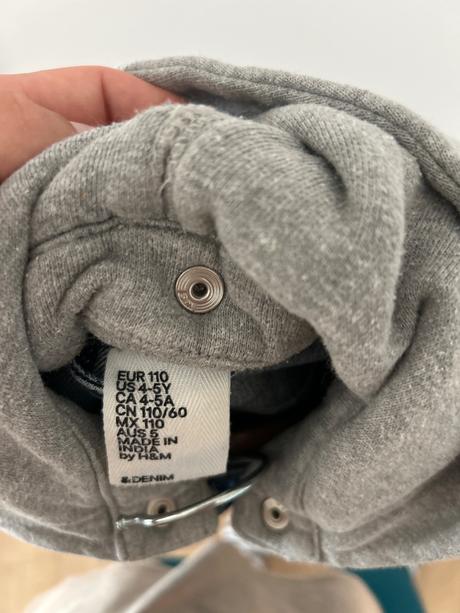 EUR 110
US 4-5Y
CA 4-5A
CN 110/60
MX 110
AUS 5
MADE IN
INDIA
by H&M
&DENIM